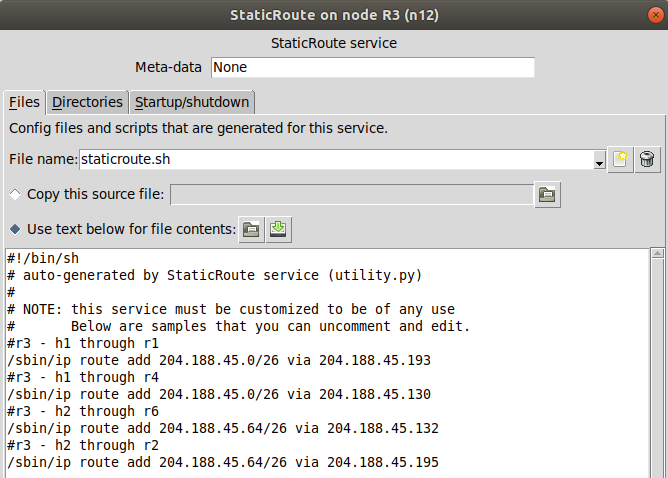 StaticRoute on node R3 (n12)
StaticRoute service
Meta-data None
Files Directories Startup/shutdown
Config files and scripts that are generated for this service.
File name: staticroute.sh
Copy this source file:
Use text below for file contents:
#!/bin/sh
# auto-generated by StaticRoute service (utility.py)
#
# NOTE: this service must be customized to be of any use
#       Below are samples that you can uncomment and edit.
#r3 - h1 through r1
/sbin/ip route add 204.188.45.0/26 via 204.188.45.193
#r3 - h1 through r4
/sbin/ip route add 204.188.45.0/26 via 204.188.45.130
#r3 - h2 through r6
/sbin/ip route add 204.188.45.64/26 via 204.188.45.132
#r3 - h2 through r2
/sbin/ip route add 204.188.45.64/26 via 204.188.45.195